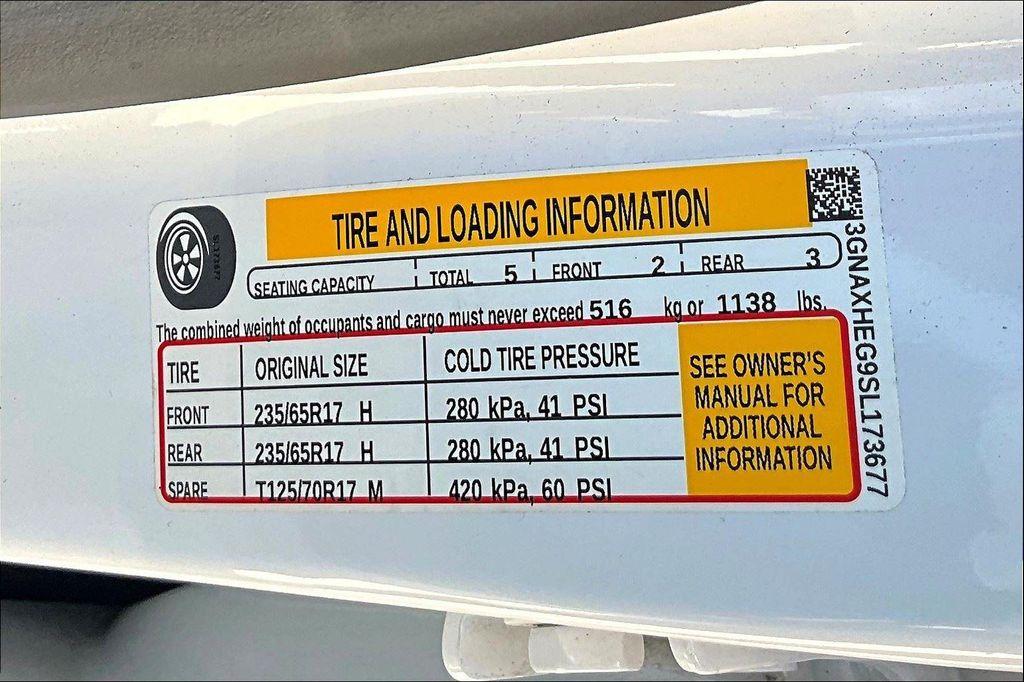 TIRE AND LOADING INFORMATION
SEATING CAPACITY TOTAL 5 FRONT 2 REAR 3
The combined weight of occupants and cargo must never exceed 516 kg or 1138 lbs.
TIRE ORIGINAL SIZE COLD TIRE PRESSURE
FRONT 235/65R17 H 280 kPa, 41 PSI
REAR 235/65R17 H 280 kPa, 41 PSI
SPARE T125/70R17 M 420 kPa, 60 PSI
SEE OWNER'S
MANUAL FOR
ADDITIONAL
INFORMATION
3GNAXHEG9SL173677
SL173677